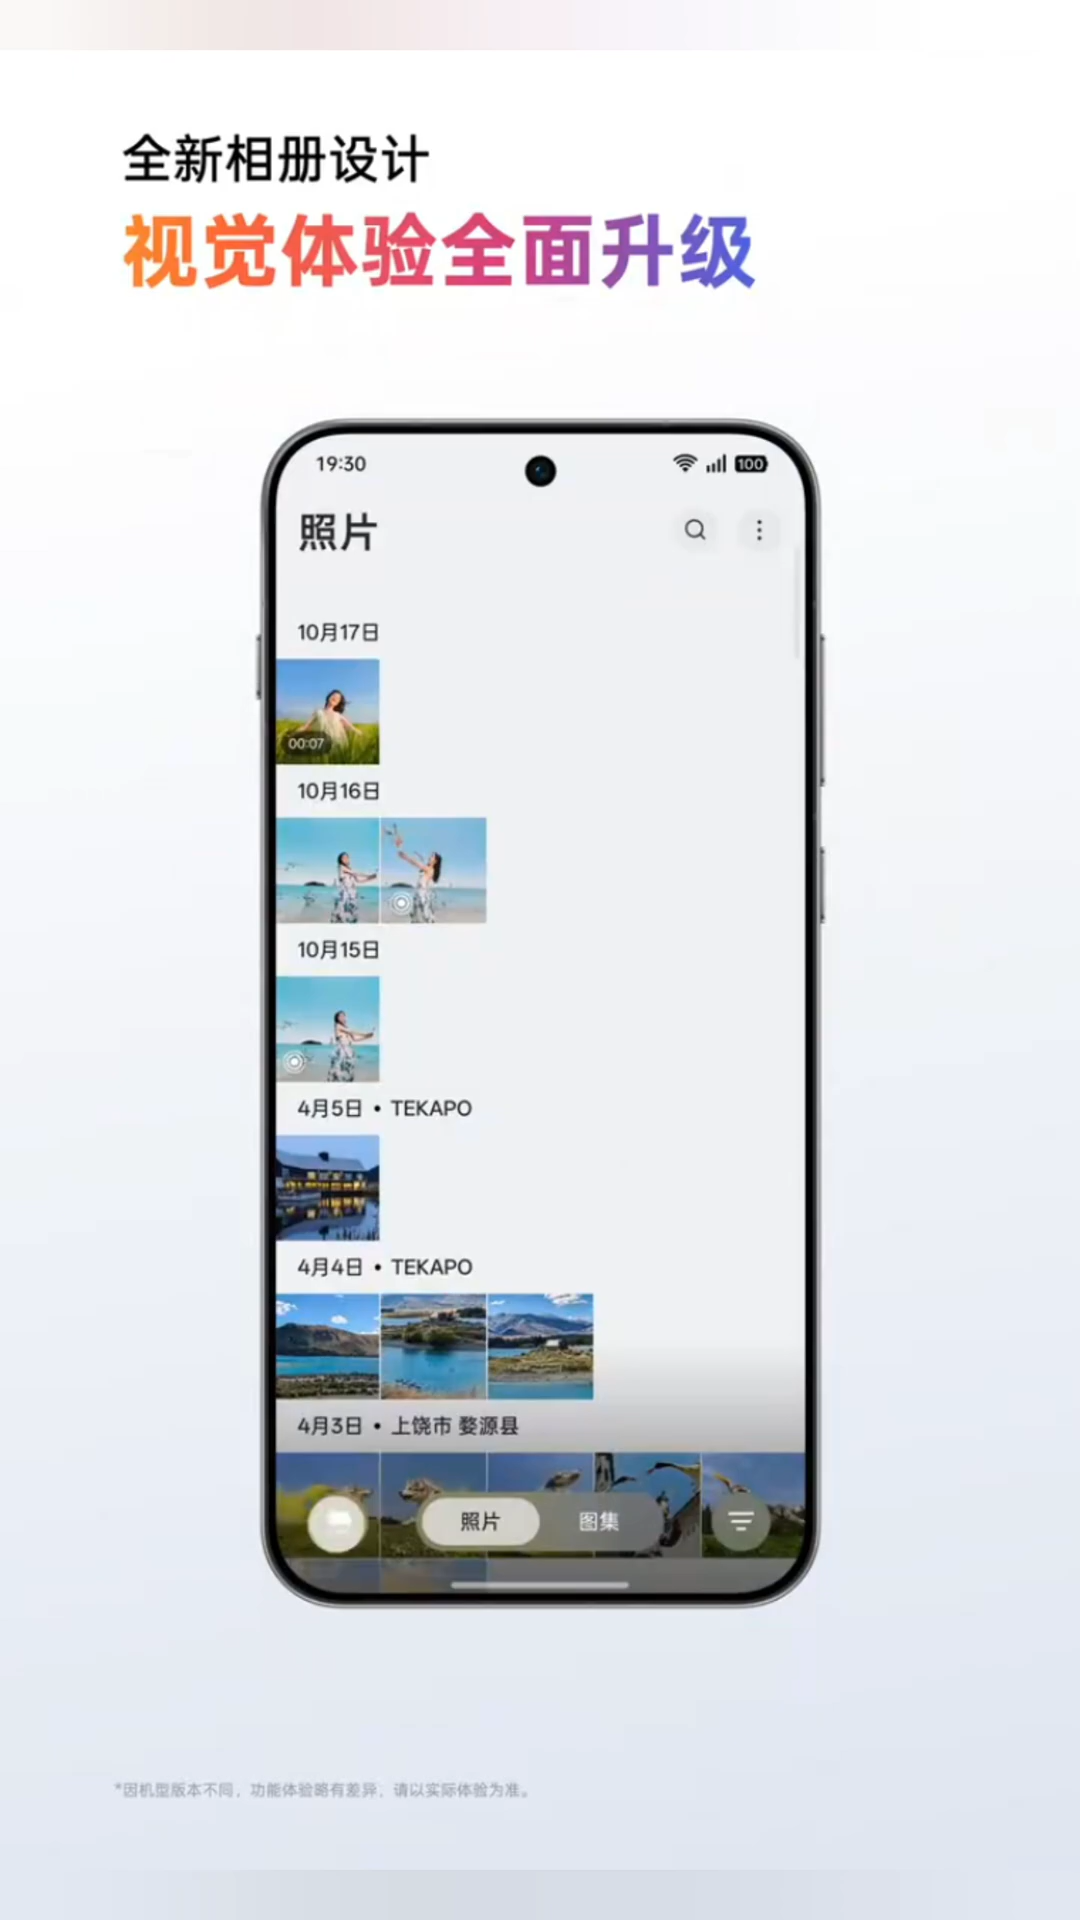 全新相册设计
视觉体验全面升级
19:30
100
照片
10月17日
00:07
10月16日
10月15日
4月5日 • TEKAPO
4月4日 • TEKAPO
4月3日 • 上饶市 婺源县
照片
图集
*因机型版本不同，功能体验略有差异，请以实际体验为准。